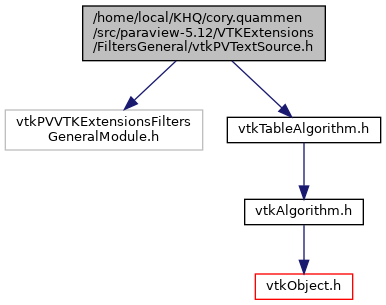 /home/local/KHQ/cory.quammen
/src/paraview-5.12/VTKExtensions
/FiltersGeneral/vtkPVTextSource.h
vtkPVVTKExtensionsFilters
GeneralModule.h
vtkTableAlgorithm.h
vtkAlgorithm.h
vtkObject.h